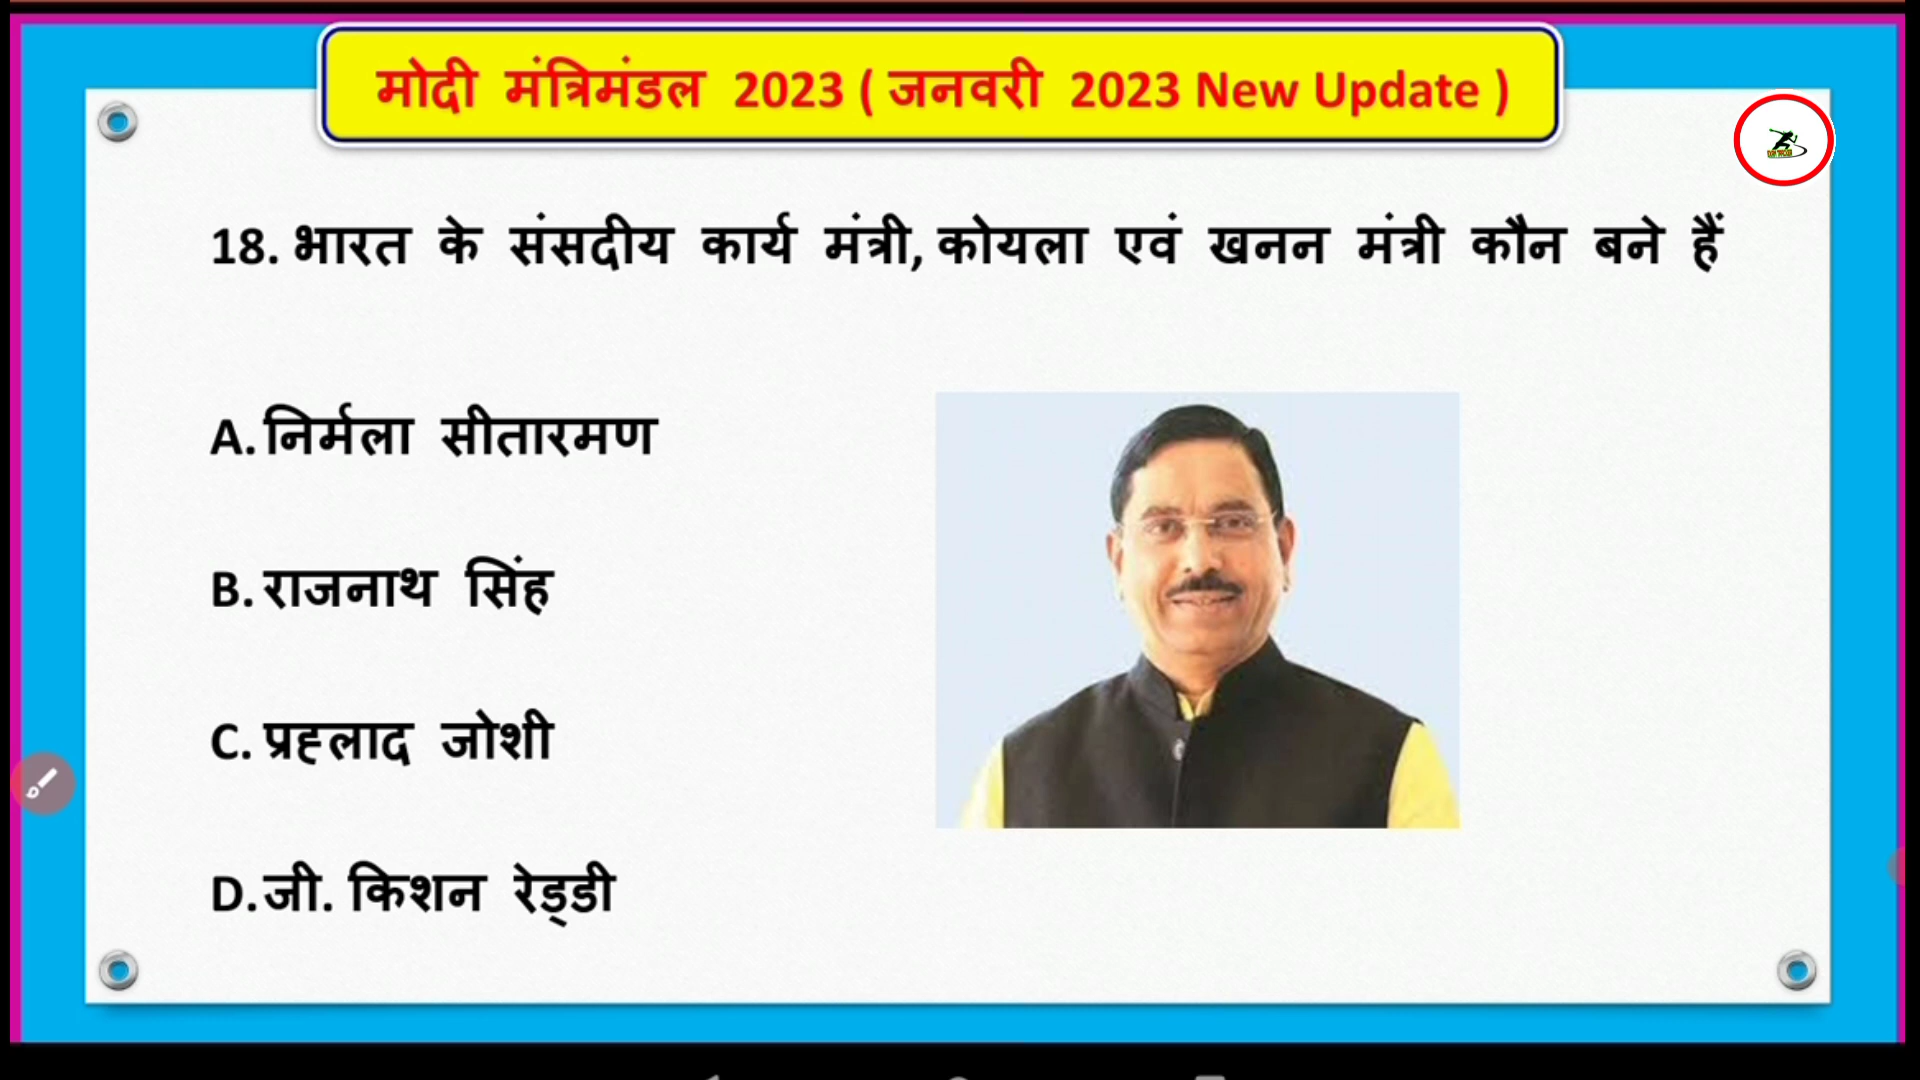 मोदी मंत्रिमंडल 2023 ( जनवरी 2023 New Update )
18. भारत के संसदीय कार्य मंत्री, कोयला एवं खनन मंत्री कौन बने हैं
A. निर्मला सीतारमण
B. राजनाथ सिंह
C. प्रह्लाद जोशी
D. जी. किशन रेड्डी